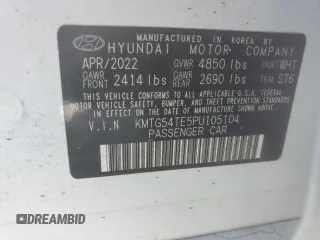 MANUFACTURED IN KOREA BY
HYUNDAI MOTOR COMPANY
APR/2022 GVWR 4850 lbs PAINT WHT
GAWR FRONT 2414 lbs GAWR REAR 2690 lbs TRIM ST6
THIS VEHICLE CONFORMS TO ALL APPLICABLE U.S. FEDERAL
MOTOR VEHICLE SAFETY, BUMPER, AND THEFT PREVENTION
STANDARDS IN EFFECT ON THE DATE OF MANUFACTURE SHOWN ABOVE.
V.I.N KMTG54TE5PU105104
PASSENGER CAR
PREAMBID